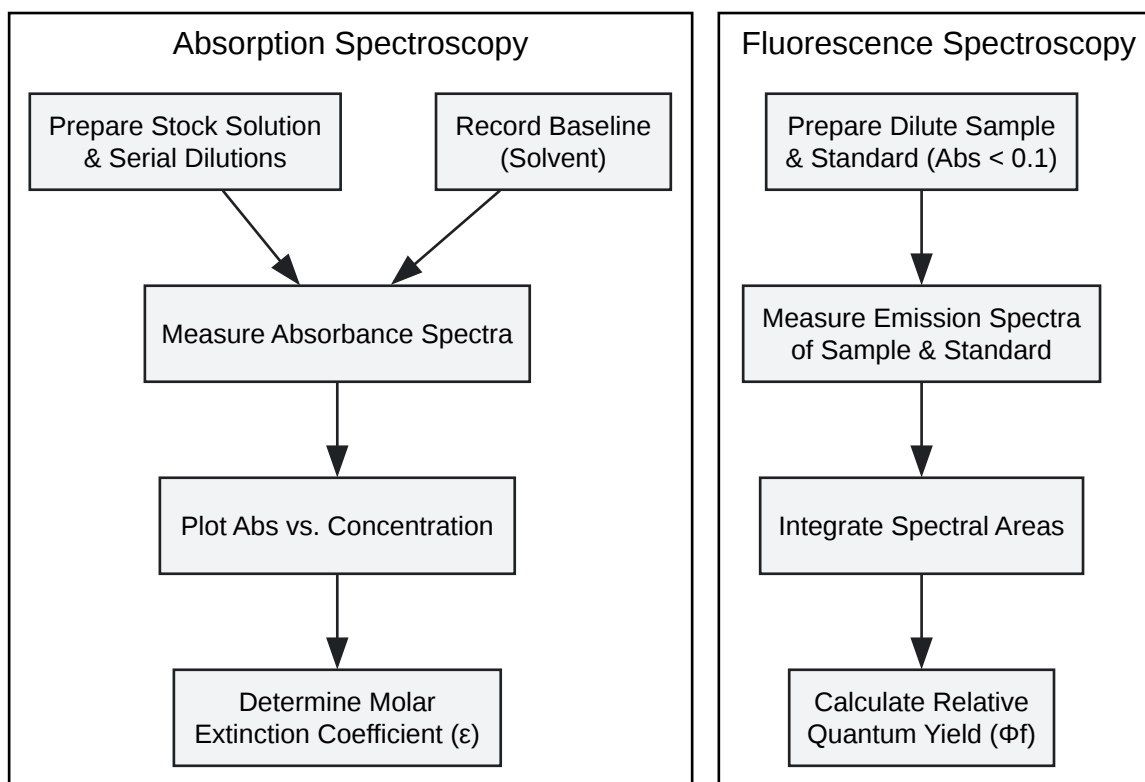 Absorption Spectroscopy
Prepare Stock Solution
& Serial Dilutions
Record Baseline
(Solvent)
Measure Absorbance Spectra
Plot Abs vs. Concentration
Determine Molar
Extinction Coefficient (ε)
Fluorescence Spectroscopy
Prepare Dilute Sample
& Standard (Abs < 0.1)
Measure Emission Spectra
of Sample & Standard
Integrate Spectral Areas
Calculate Relative
Quantum Yield (Φf)